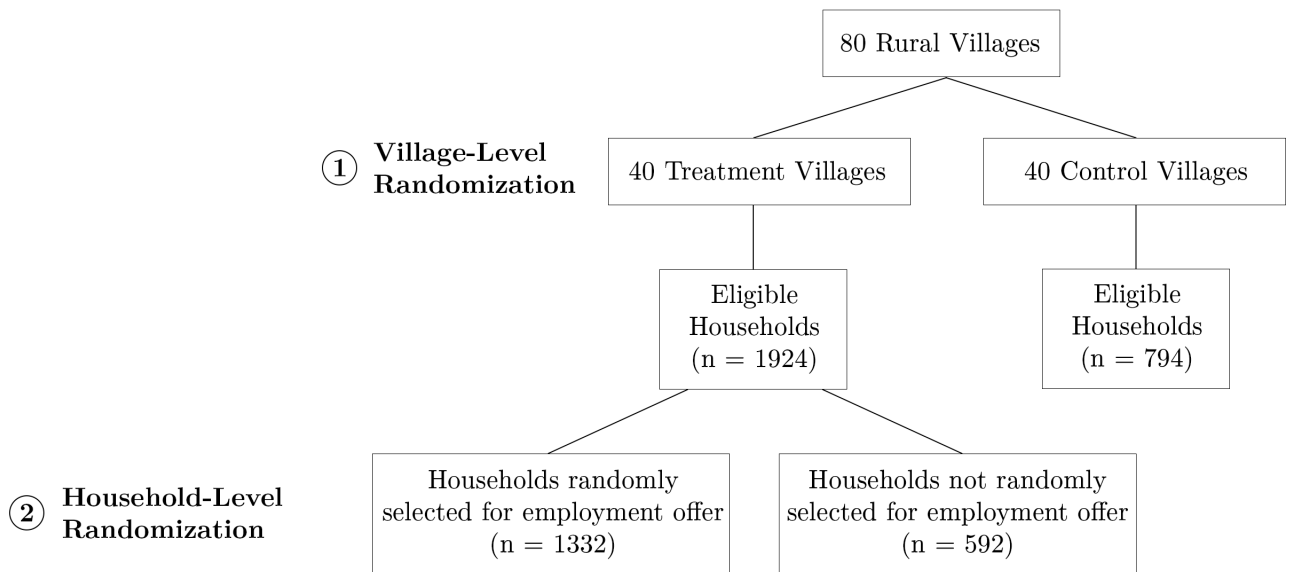 80 Rural Villages
1
Village-Level
Randomization
40 Treatment Villages
40 Control Villages
Eligible
Households
(n = 1924)
Eligible
Households
(n = 794)
2
Household-Level
Randomization
Households randomly
selected for employment offer
(n = 1332)
Households not randomly
selected for employment offer
(n = 592)